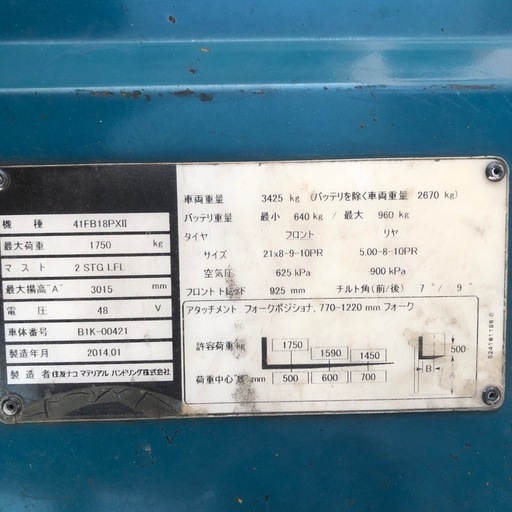 機 種 41FB18PXII
最大荷重 1750 kg
マ ス ト 2 STG LFL
最大揚高"A" 3015 mm
電 圧 48 V
車体番号 B1K-00421
製造年月 2014.01
製 造 者 住友ナコ マテリアル ハンドリング株式会社
車両重量 3425 kg (バッテリを除く車両重量 2670 kg)
バッテリ重量 最小 640 kg / 最大 960 kg
タイヤ フロント リヤ
サイズ 21x8-9-10PR 5.00-8-10PR
空気圧 625 kPa 900 kPa
フロント トレッド 925 mm チルト角(前/後) 7°/ 9°
アタッチメント フォークポジショナ, 770-1220 mm フォーク
許容荷重kg 1750 1590 1450
荷重中心"B"mm 500 600 700
B
500